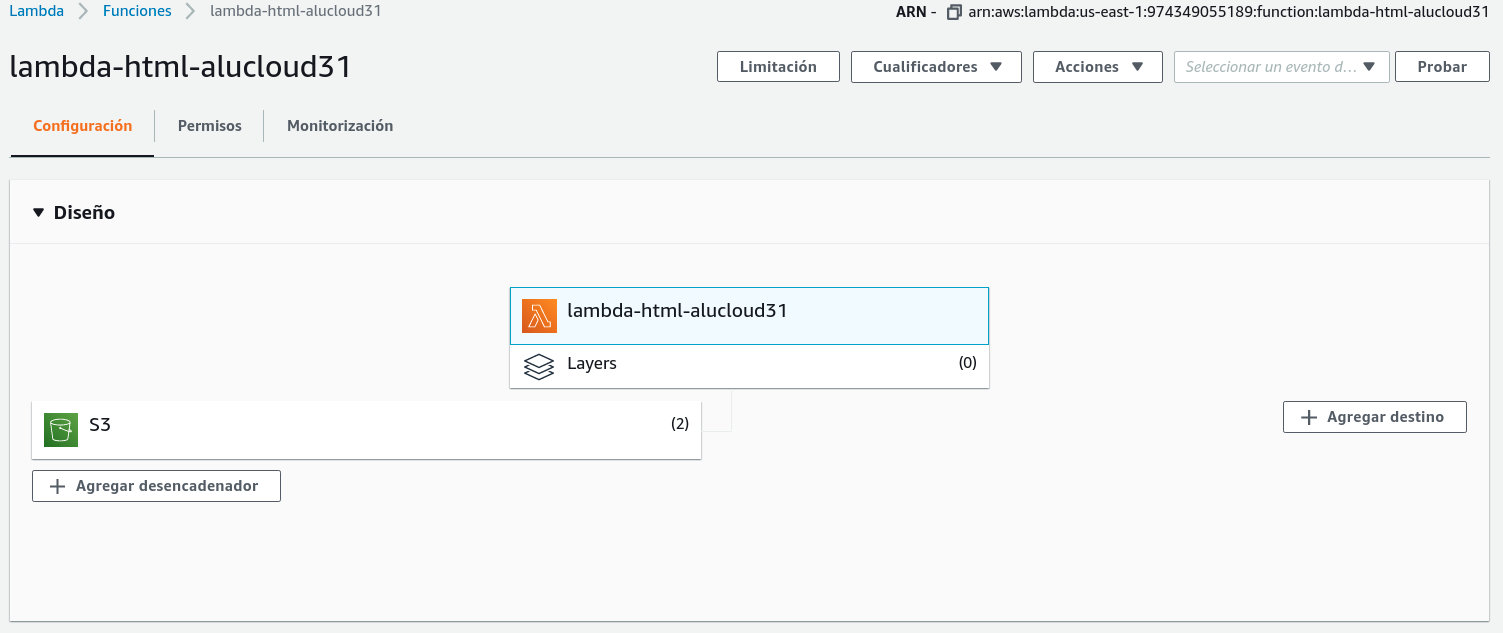 Lambda > Funciones > lambda-html-alucloud31
ARN - arn:aws:lambda:us-east-1:974349055189:function:lambda-html-alucloud31
lambda-html-alucloud31
Limitación
Cualificadores
Acciones
Seleccionar un evento d...
Probar
Configuración
Permisos
Monitorización
Diseño
lambda-html-alucloud31
Layers (0)
S3 (2)
+ Agregar destino
+ Agregar desencadenador